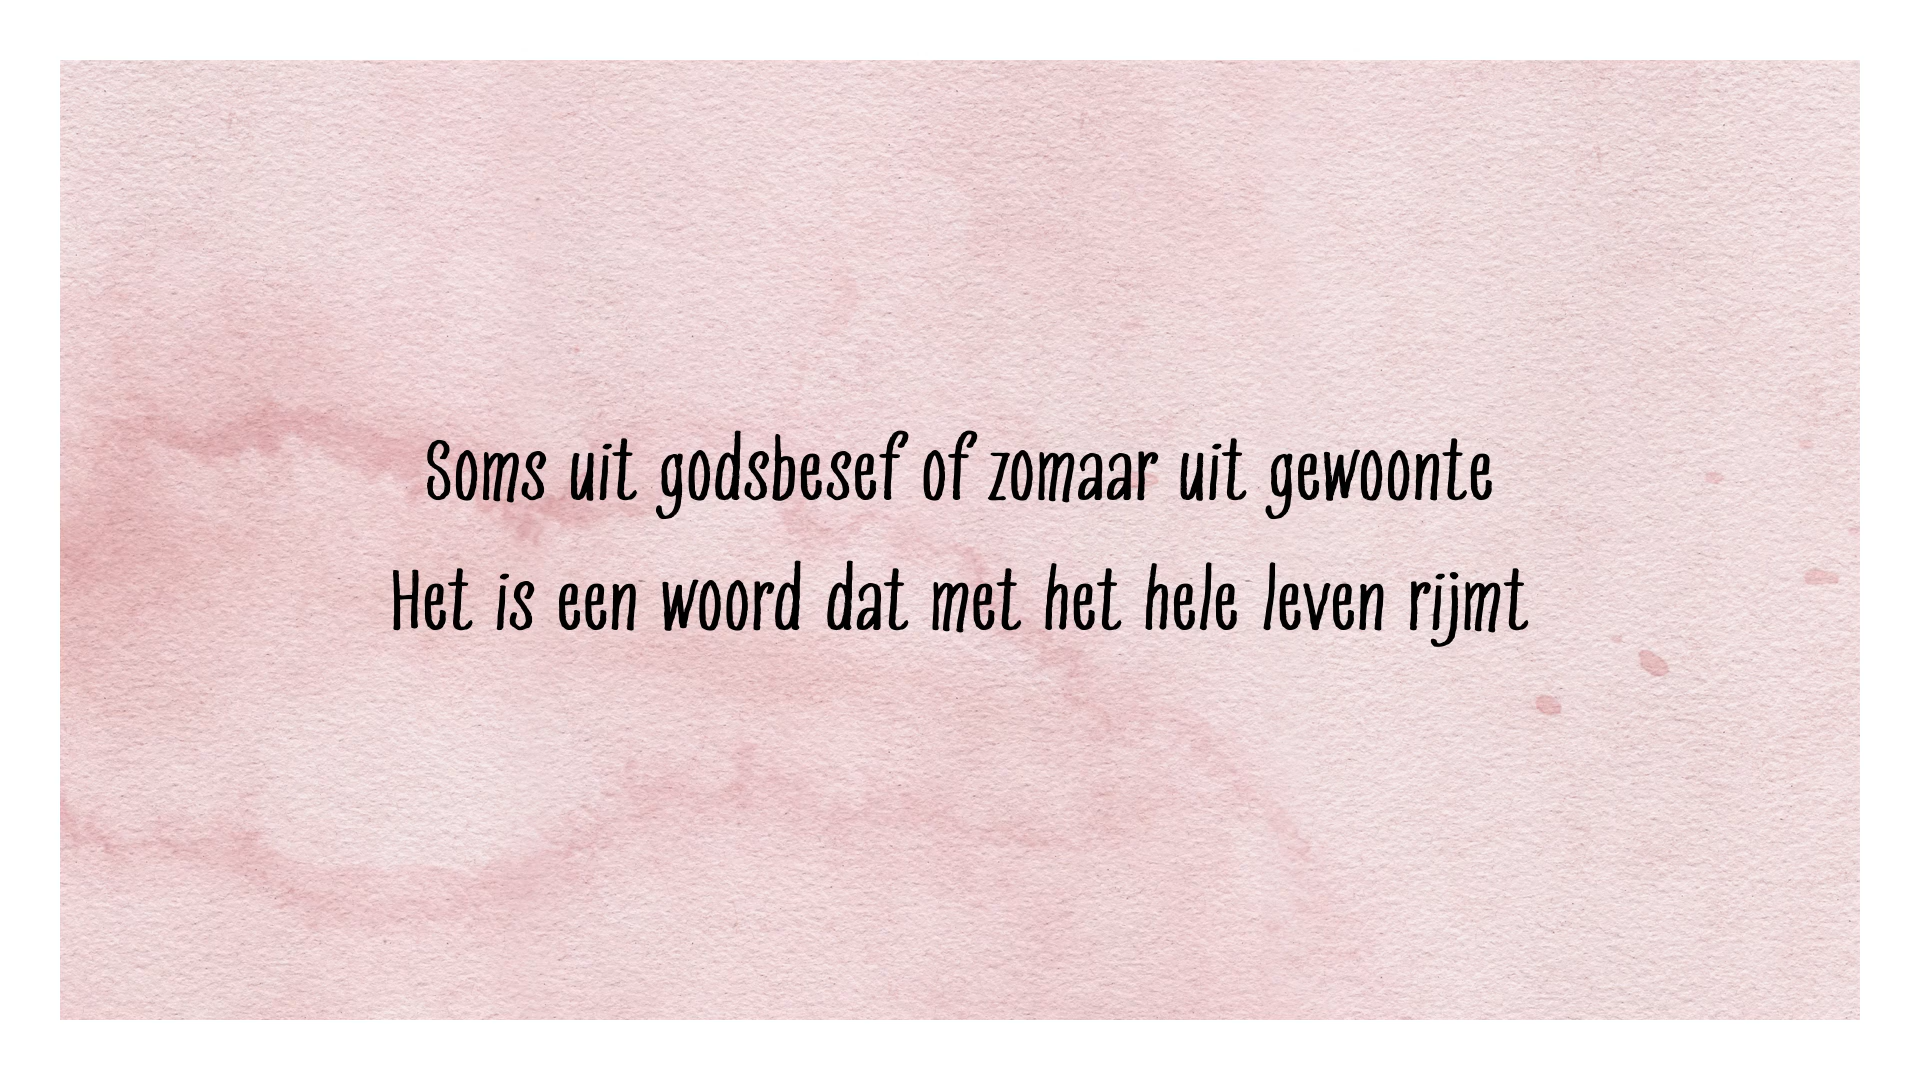 Soms uit godsbesef of zomaar uit gewoonte
Het is een woord dat met het hele leven rijmt